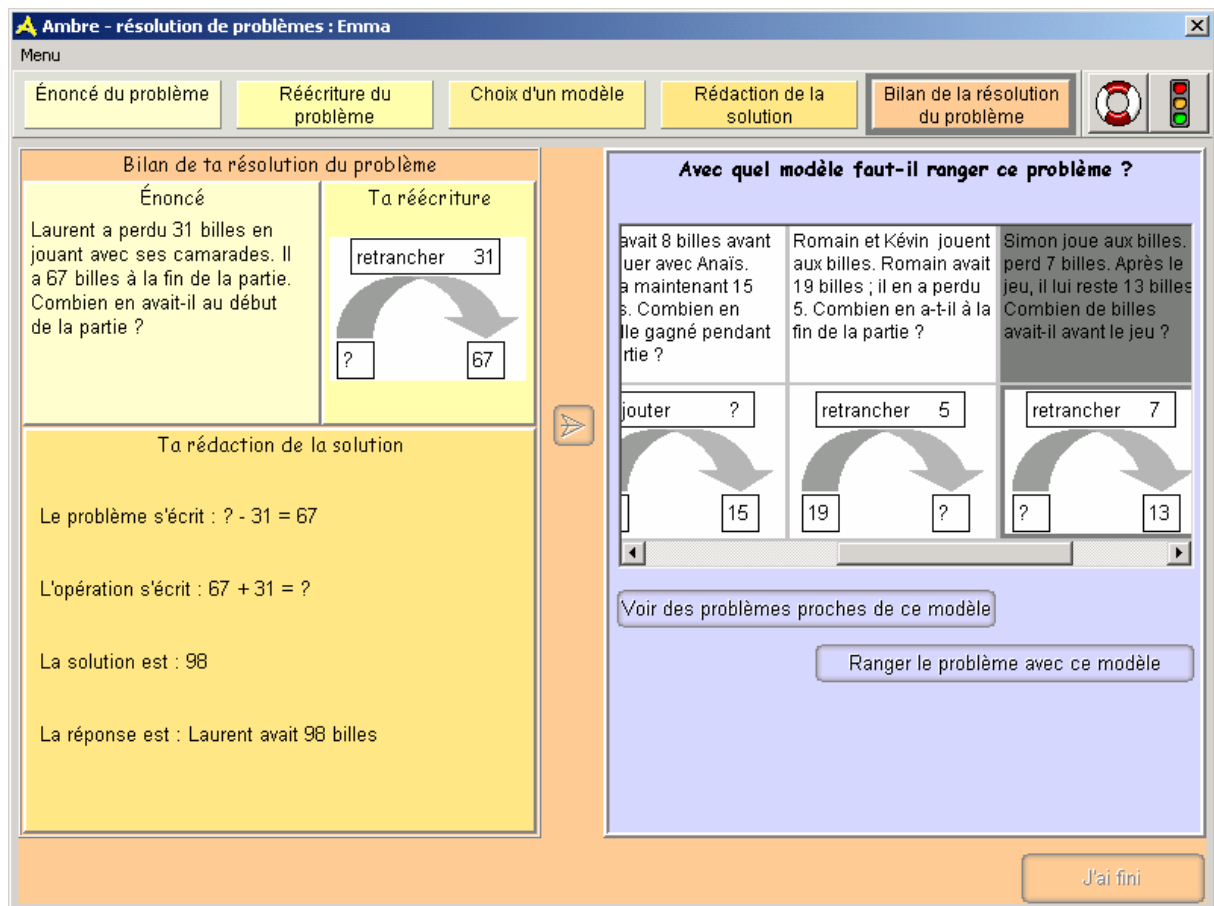 Ambre - résolution de problèmes : Emma
Menu
Énoncé du problème
Réécriture du
problème
Choix d'un modèle
Rédaction de la
solution
Bilan de la résolution
du problème
Bilan de ta résolution du problème
Énoncé
Laurent a perdu 31 billes en
jouant avec ses camarades. Il
a 67 billes à la fin de la partie.
Combien en avait-il au début
de la partie ?
Ta réécriture
retrancher 31
?
67
Ta rédaction de la solution
Le problème s'écrit : ? - 31 = 67
L'opération s'écrit : 67 + 31 = ?
La solution est : 98
La réponse est : Laurent avait 98 billes
Avec quel modèle faut-il ranger ce problème ?
avait 8 billes avant
uer avec Anaïs.
a maintenant 15
s. Combien en
lle gagné pendant
rtie ?
jouter ?
15
Romain et Kévin jouent
aux billes. Romain avait
19 billes ; il en a perdu
5. Combien en a-t-il à la
fin de la partie ?
retrancher 5
19
?
Simon joue aux billes.
perd 7 billes. Après le
jeu, il lui reste 13 billes
Combien de billes
avait-il avant le jeu ?
retrancher 7
?
13
Voir des problèmes proches de ce modèle
Ranger le problème avec ce modèle
J'ai fini